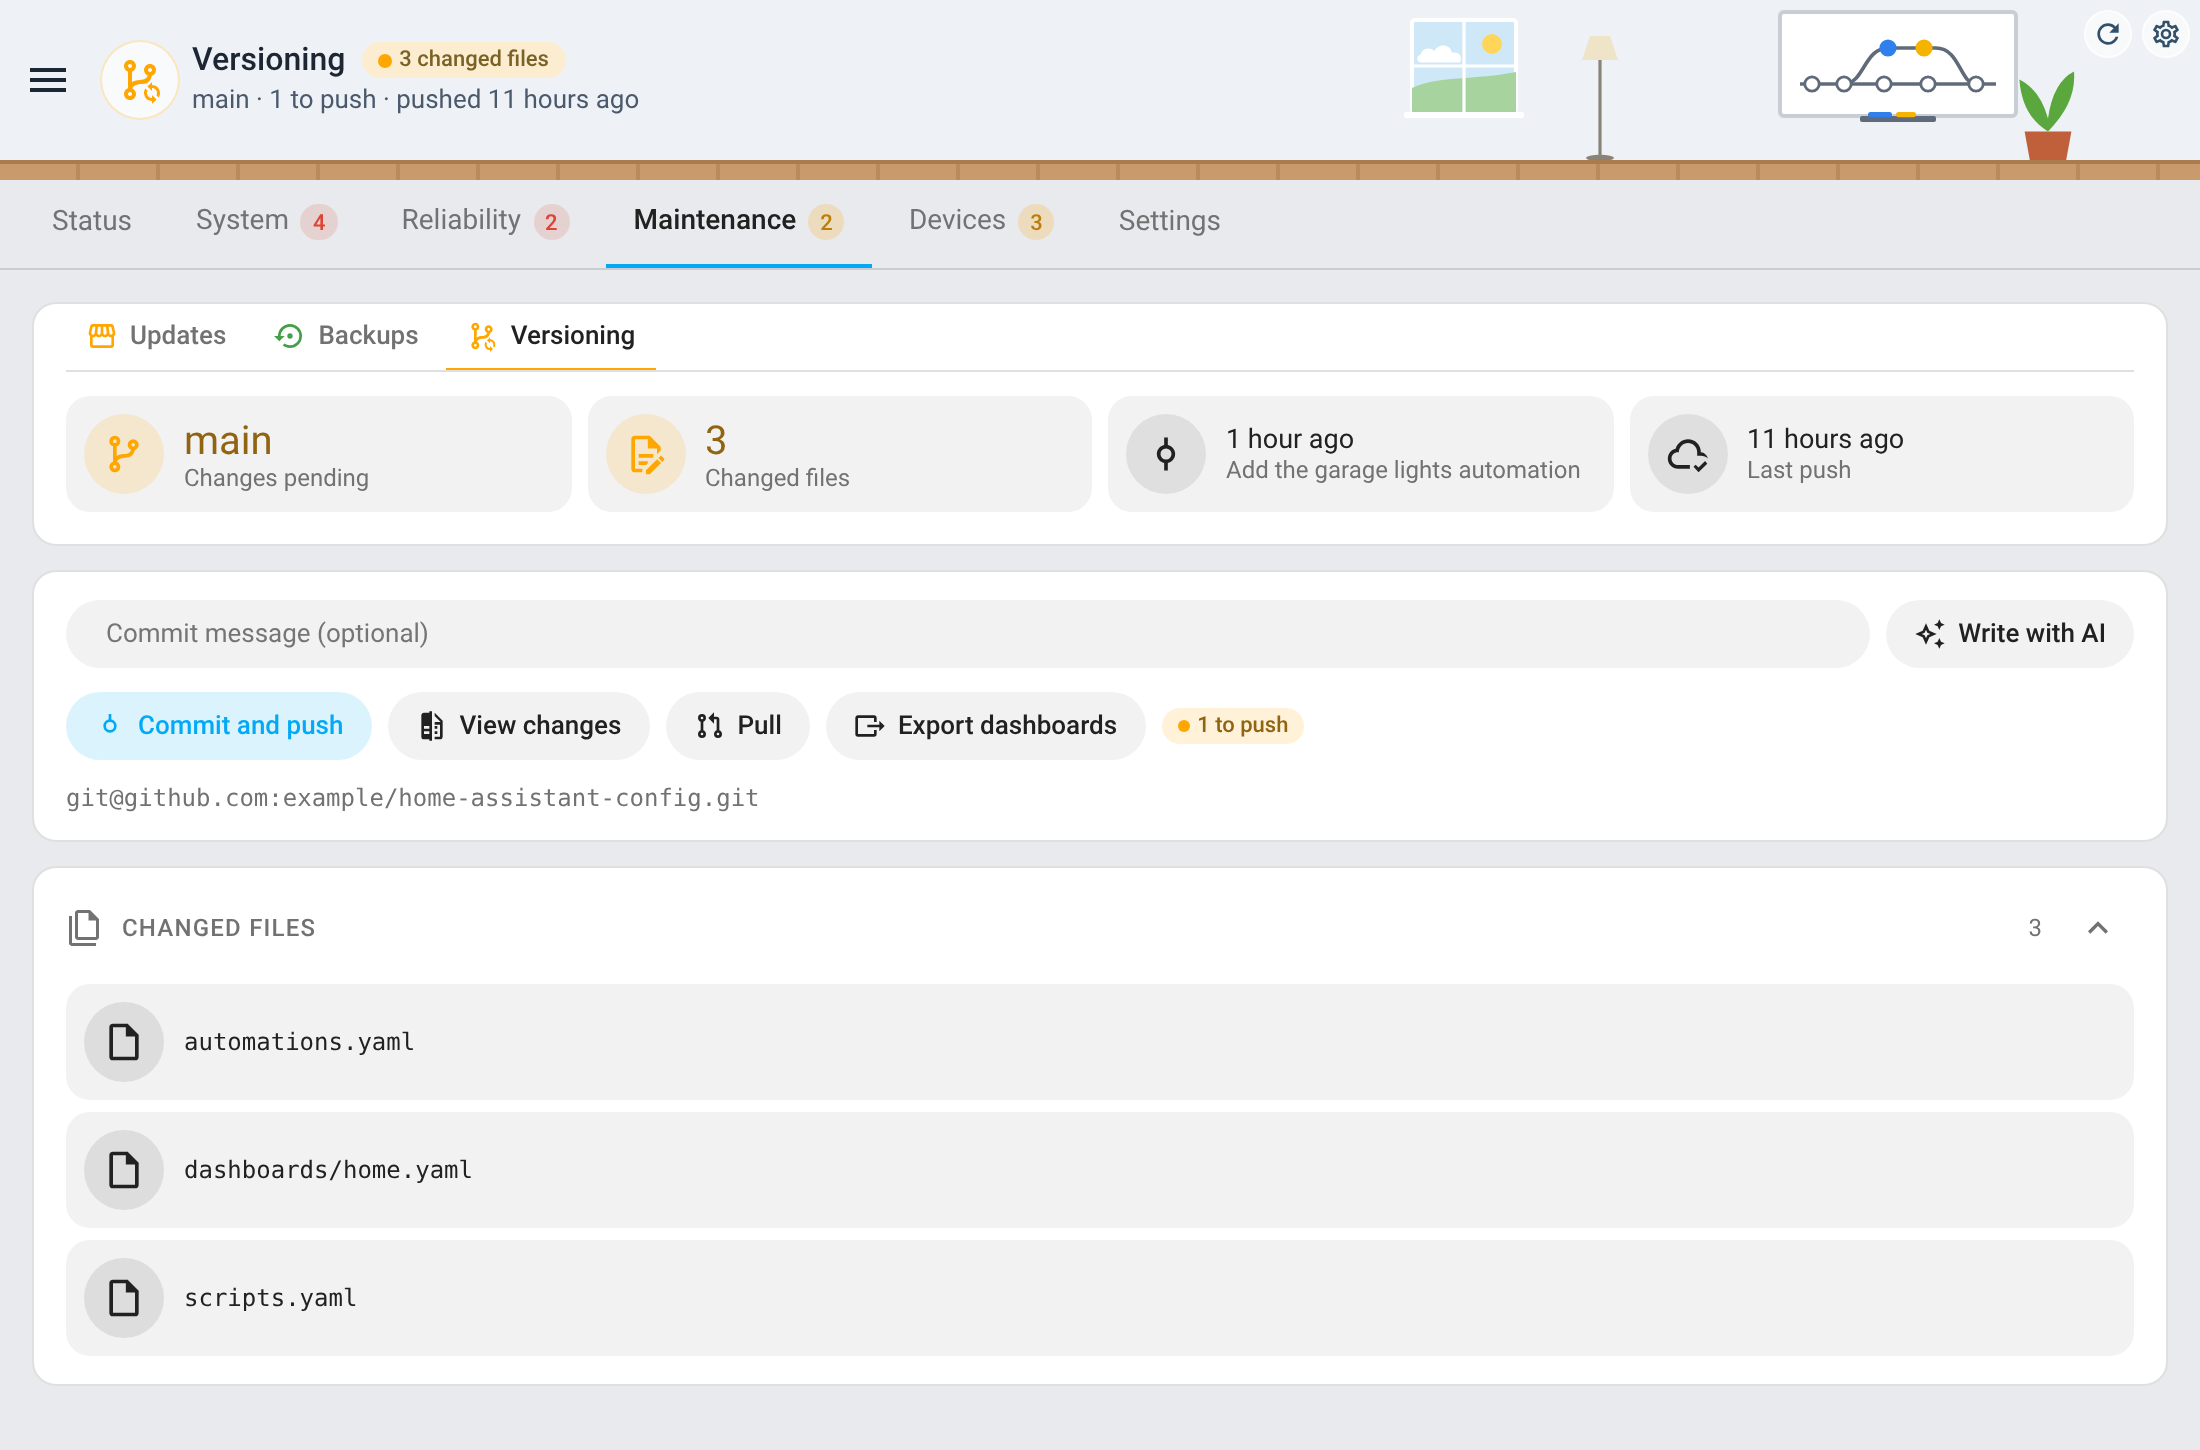 Versioning
3 changed files
main · 1 to push · pushed 11 hours ago
Status
System 4
Reliability 2
Maintenance 2
Devices 3
Settings
Updates
Backups
Versioning
main
Changes pending
3
Changed files
1 hour ago
Add the garage lights automation
11 hours ago
Last push
Commit message (optional)
Write with AI
Commit and push
View changes
Pull
Export dashboards
1 to push
git@github.com:example/home-assistant-config.git
CHANGED FILES
3
automations.yaml
dashboards/home.yaml
scripts.yaml